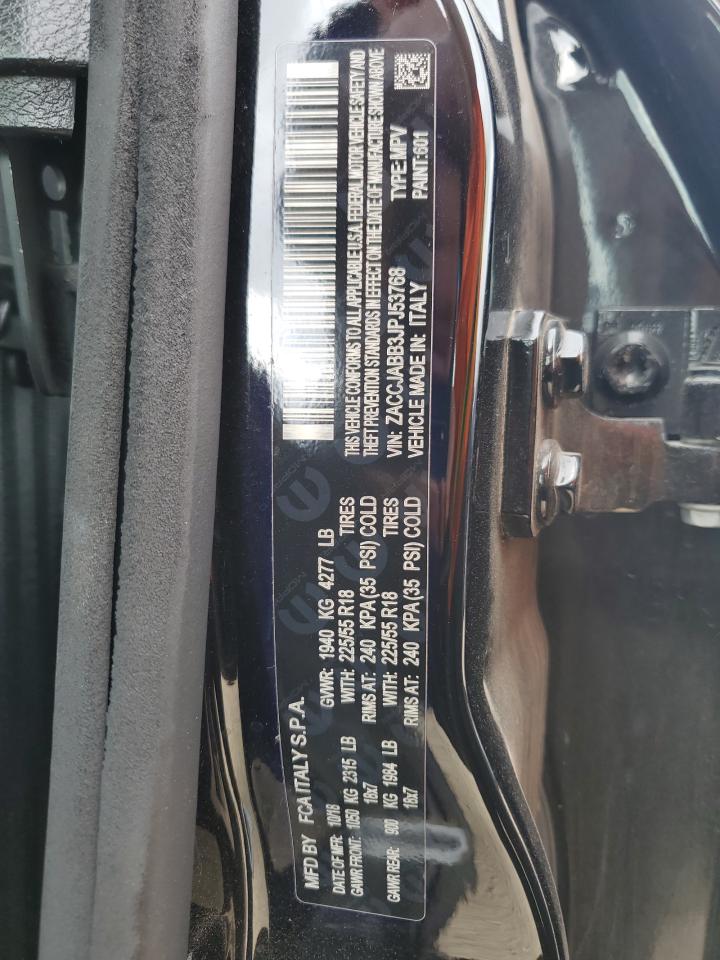 MFD BY FCA ITALY S.P.A.
DATE OF MFR: 10/18 GVWR: 1940 KG 4277 LB
GAWR FRONT: 1050 KG 2315 LB WITH: 225/55 R18 TIRES
18x7 RIMS AT: 240 KPA(35 PSI) COLD
GAWR REAR: 900 KG 1984 LB WITH: 225/55 R18 TIRES
18x7 RIMS AT: 240 KPA(35 PSI) COLD
THIS VEHICLE CONFORMS TO ALL APPLICABLE U.S.A. FEDERAL MOTOR VEHICLE SAFETY AND
THEFT PREVENTION STANDARDS IN EFFECT ON THE DATE OF MANUFACTURE SHOWN ABOVE
VIN: ZACCJABB3JPJ53768 TYPE:MPV
VEHICLE MADE IN: ITALY PAINT:601